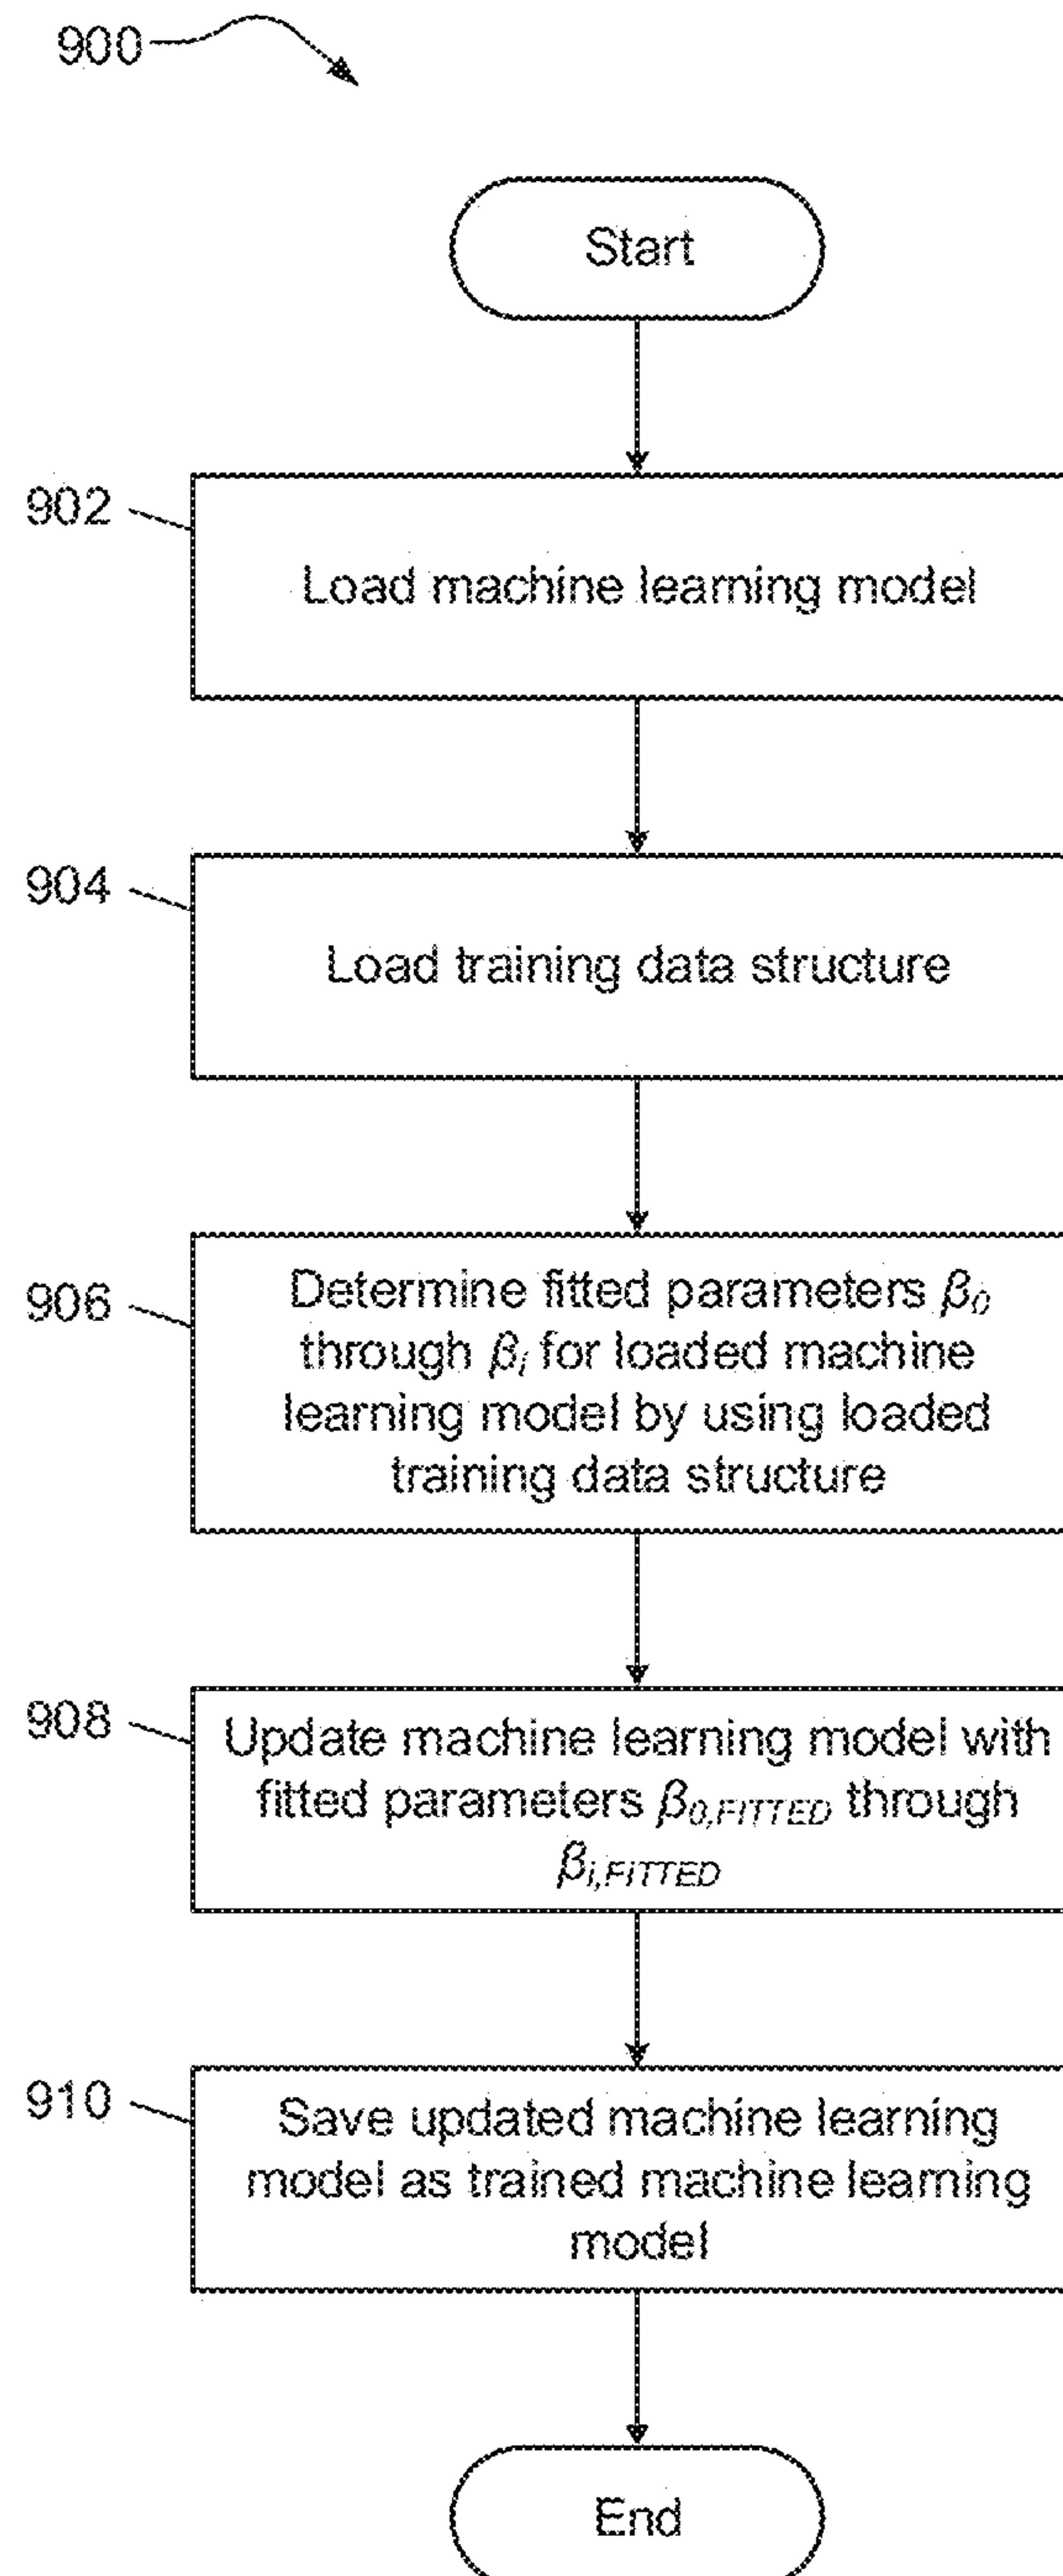 900
Start
902
Load machine learning model
904
Load training data structure
906
Determine fitted parameters β₀
through βᵢ for loaded machine
learning model by using loaded
training data structure
908
Update machine learning model with
fitted parameters β₀,FITTED through
βᵢ,FITTED
910
Save updated machine learning
model as trained machine learning
model
End